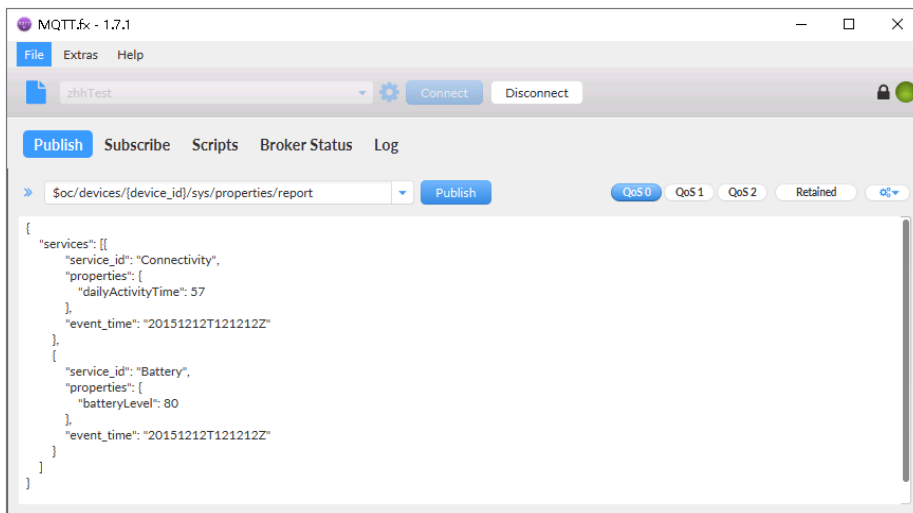 MQTT.fx - 1.7.1
File Extras Help
zhhTest Connect Disconnect
Publish Subscribe Scripts Broker Status Log
$oc/devices/{device_id}/sys/properties/report Publish QoS 0 QoS 1 QoS 2 Retained
{
"services": [{
"service_id": "Connectivity",
"properties": {
"dailyActivityTime": 57
},
"event_time": "20151212T121212Z"
},
{
"service_id": "Battery",
"properties": {
"batteryLevel": 80
},
"event_time": "20151212T121212Z"
}
]
}